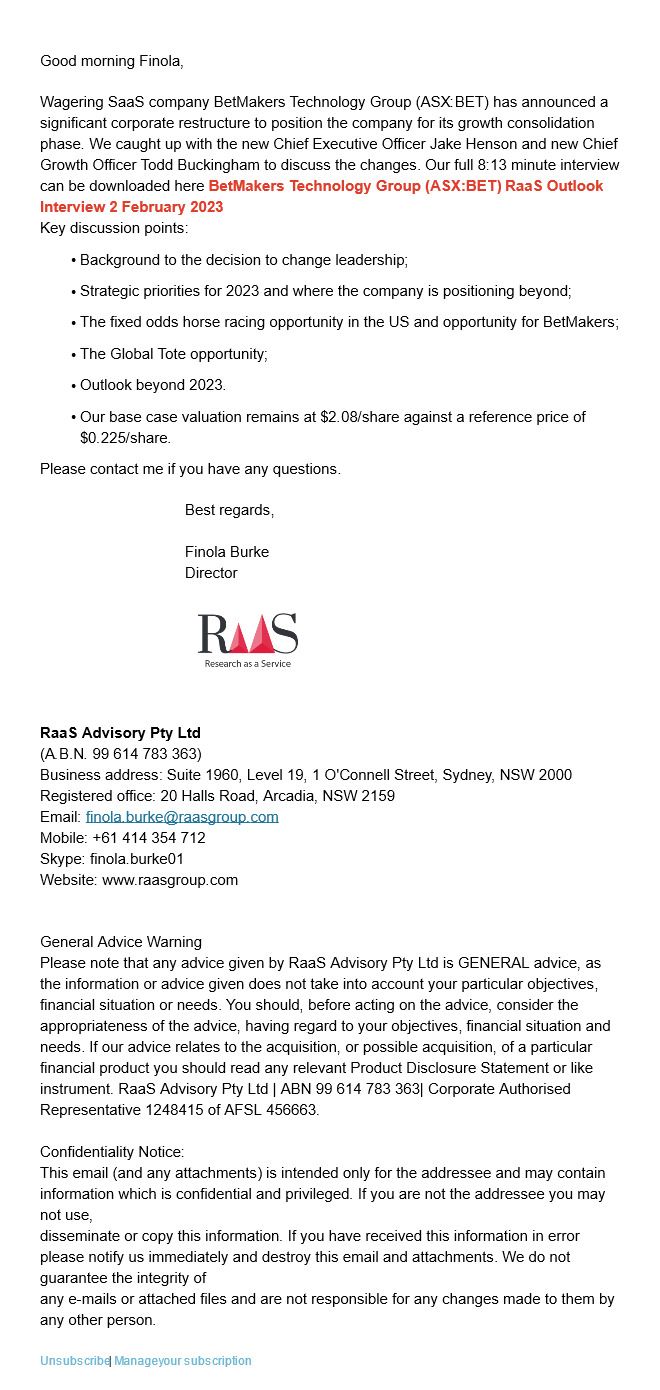 Good morning Finola,
Wagering SaaS company BetMakers Technology Group (ASX:BET) has announced a
significant corporate restructure to position the company for its growth consolidation
phase. We caught up with the new Chief Executive Officer Jake Henson and new Chief
Growth Officer Todd Buckingham to discuss the changes. Our full 8:13 minute interview
can be downloaded here BetMakers Technology Group (ASX:BET) RaaS Outlook
Interview 2 February 2023
Key discussion points:
• Background to the decision to change leadership;
• Strategic priorities for 2023 and where the company is positioning beyond;
• The fixed odds horse racing opportunity in the US and opportunity for BetMakers;
• The Global Tote opportunity;
• Outlook beyond 2023.
• Our base case valuation remains at $2.08/share against a reference price of
$0.225/share.
Please contact me if you have any questions.
Best regards,
Finola Burke
Director
RAAS
Research as a Service
RaaS Advisory Pty Ltd
(A.B.N. 99 614 783 363)
Business address: Suite 1960, Level 19, 1 O'Connell Street, Sydney, NSW 2000
Registered office: 20 Halls Road, Arcadia, NSW 2159
Email: finola.burke@raasgroup.com
Mobile: +61 414 354 712
Skype: finola.burke01
Website: www.raasgroup.com
General Advice Warning
Please note that any advice given by RaaS Advisory Pty Ltd is GENERAL advice, as
the information or advice given does not take into account your particular objectives,
financial situation or needs. You should, before acting on the advice, consider the
appropriateness of the advice, having regard to your objectives, financial situation and
needs. If our advice relates to the acquisition, or possible acquisition, of a particular
financial product you should read any relevant Product Disclosure Statement or like
instrument. RaaS Advisory Pty Ltd | ABN 99 614 783 363| Corporate Authorised
Representative 1248415 of AFSL 456663.
Confidentiality Notice:
This email (and any attachments) is intended only for the addressee and may contain
information which is confidential and privileged. If you are not the addressee you may
not use,
disseminate or copy this information. If you have received this information in error
please notify us immediately and destroy this email and attachments. We do not
guarantee the integrity of
any e-mails or attached files and are not responsible for any changes made to them by
any other person.
Unsubscribe| Manageyour subscription